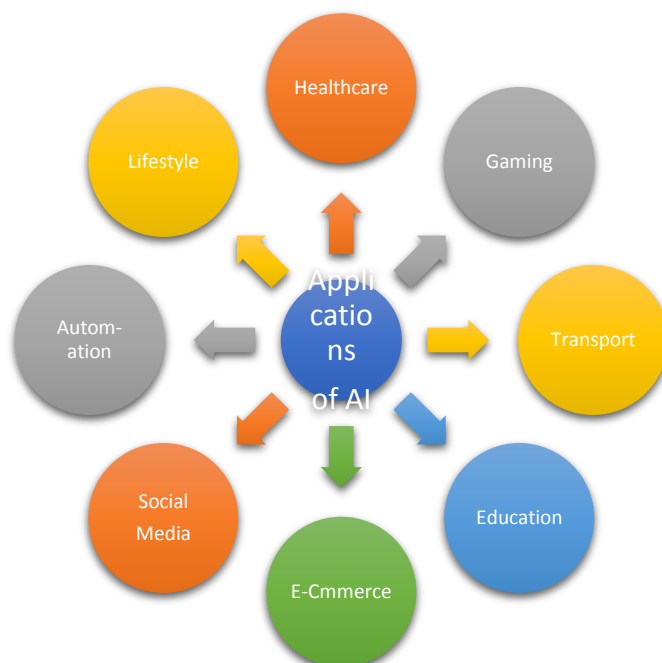 Healthcare
Gaming
Transport
Education
E-Cmmerce
Social
Media
Autom-
ation
Lifestyle
Appli
catio
ns
of AI